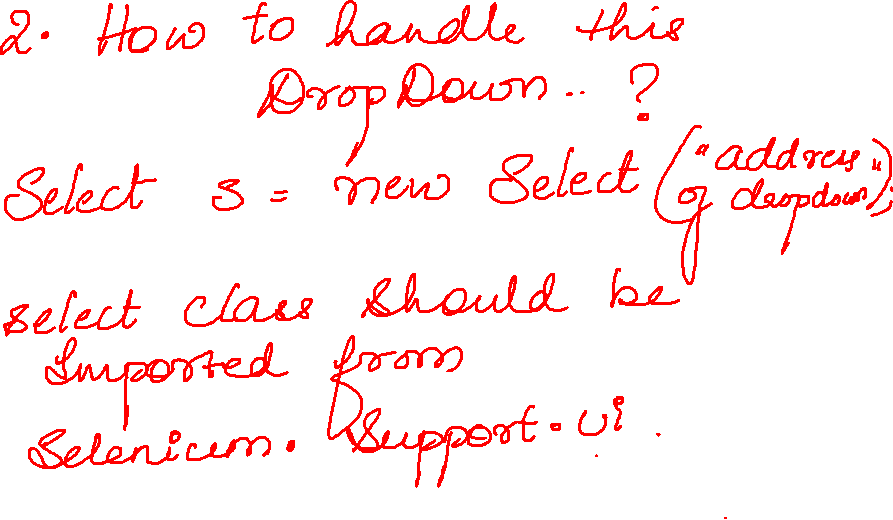 2. How to handle this
DropDown.. ?
Select s = new Select ("address
of dropdown");
select class should be
Imported from
Selenium. Support.ui.